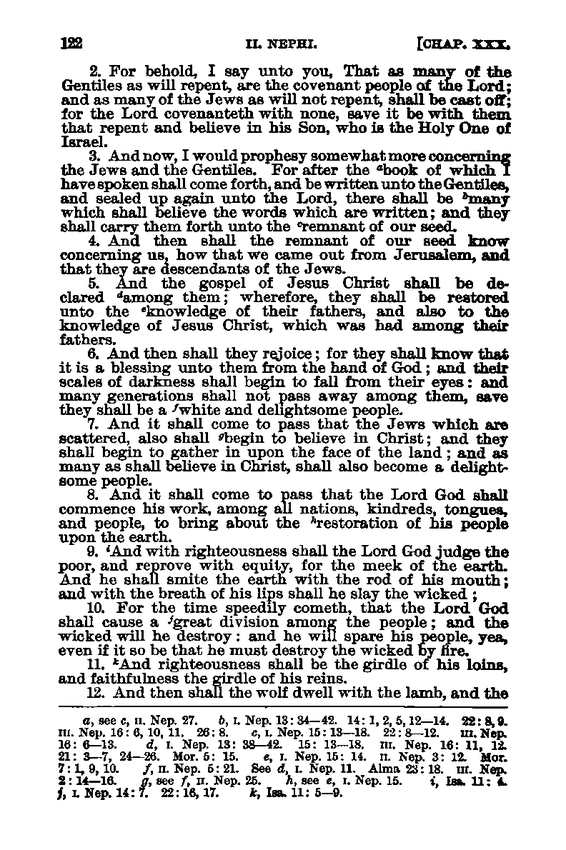 122 II. NEPHI. [CHAP. XXX.
2. For behold, I say unto you, That as many of the
Gentiles as will repent, are the covenant people of the Lord;
and as many of the Jews as will not repent, shall be cast off;
for the Lord covenanteth with none, save it be with them
that repent and believe in his Son, who is the Holy One of
Israel.
3. And now, I would prophesy somewhat more concerning
the Jews and the Gentiles. For after the ᵃbook of which I
have spoken shall come forth, and be written unto the Gentiles,
and sealed up again unto the Lord, there shall be ᵇmany
which shall believe the words which are written; and they
shall carry them forth unto the ᶜremnant of our seed.
4. And then shall the remnant of our seed know
concerning us, how that we came out from Jerusalem, and
that they are descendants of the Jews.
5. And the gospel of Jesus Christ shall be de-
clared ᵈamong them; wherefore, they shall be restored
unto the ᵉknowledge of their fathers, and also to the
knowledge of Jesus Christ, which was had among their
fathers.
6. And then shall they rejoice; for they shall know that
it is a blessing unto them from the hand of God; and their
scales of darkness shall begin to fall from their eyes: and
many generations shall not pass away among them, save
they shall be a ᶠwhite and delightsome people.
7. And it shall come to pass that the Jews which are
scattered, also shall ᵍbegin to believe in Christ; and they
shall begin to gather in upon the face of the land; and as
many as shall believe in Christ, shall also become a delight-
some people.
8. And it shall come to pass that the Lord God shall
commence his work, among all nations, kindreds, tongues,
and people, to bring about the ʰrestoration of his people
upon the earth.
9. ⁱAnd with righteousness shall the Lord God judge the
poor, and reprove with equity, for the meek of the earth.
And he shall smite the earth with the rod of his mouth;
and with the breath of his lips shall he slay the wicked;
10. For the time speedily cometh, that the Lord God
shall cause a ʲgreat division among the people; and the
wicked will he destroy: and he will spare his people, yea,
even if it so be that he must destroy the wicked by fire.
11. ᵏAnd righteousness shall be the girdle of his loins,
and faithfulness the girdle of his reins.
12. And then shall the wolf dwell with the lamb, and the
a, see c, II. Nep. 27. b, I. Nep. 13: 34—42. 14: 1, 2, 5, 12—14. 22: 8, 9.
III. Nep. 16: 6, 10, 11. 26: 8. c, I. Nep. 15: 13—18. 22: 8—12. III. Nep.
16: 6—13. d, I. Nep. 13: 38—42. 15: 13—18. III. Nep. 16: 11, 12.
21: 3—7, 24—26. Mor. 5: 15. e, I. Nep. 15: 14. II. Nep. 3: 12. Mor.
7: 1, 9, 10. f, II. Nep. 5: 21. See d, I. Nep. 11. Alma 23: 18. III. Nep.
2: 14—16. g, see f, II. Nep. 25. h, see e, I. Nep. 15. i, Isa. 11: 4.
j, I. Nep. 14: 7. 22: 16, 17. k, Isa. 11: 5—9.